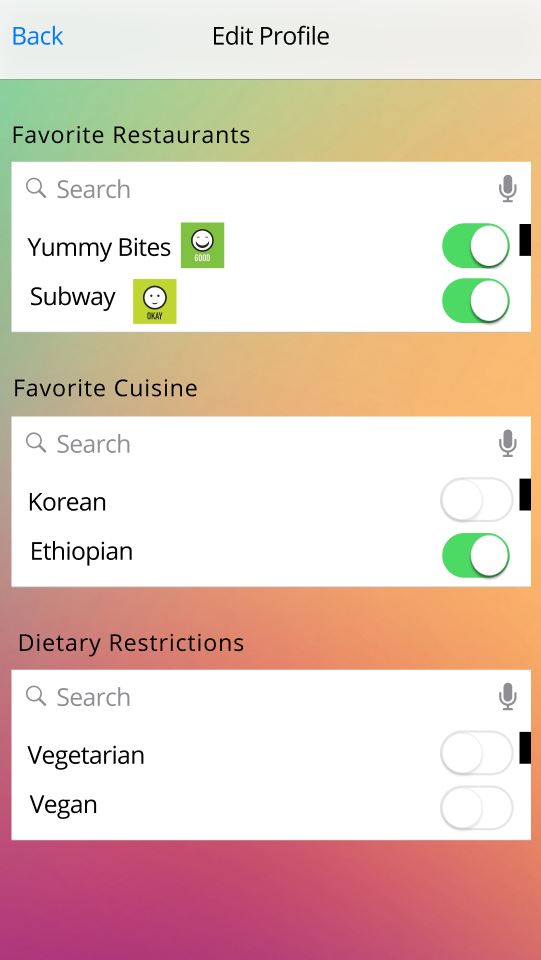 Back Edit Profile
Favorite Restaurants
Search
Yummy Bites GOOD
Subway OKAY
Favorite Cuisine
Search
Korean
Ethiopian
Dietary Restrictions
Search
Vegetarian
Vegan